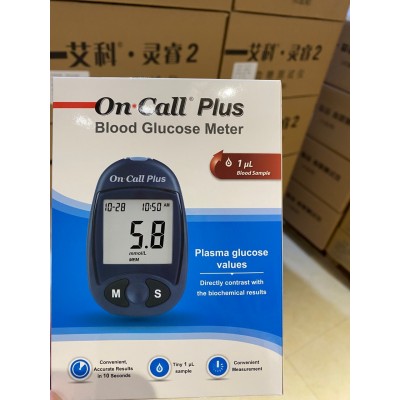 艾科·灵睿2
艾科·灵睿2
On·Call® Plus
Blood Glucose Meter
1 µL
Blood Sample
On Call Plus
10-28 10:50 AM
5.8
mmol/L
MEM
M S
Plasma glucose
values
Directly contrast with
the biochemical results
Convenient,
Accurate Results
in 10 Seconds
Tiny 1 µL
sample
Convenient
Measurement